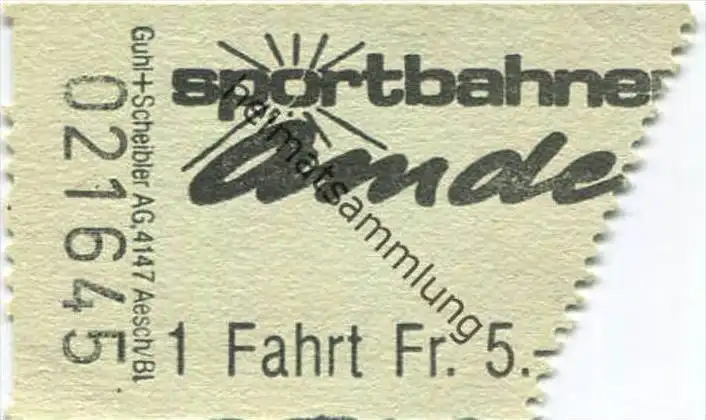 sportbahnen
amden
1 Fahrt Fr. 5.-
Guhl+Scheibler AG, 4147 Aesch/BL
021645
heimatsammlung